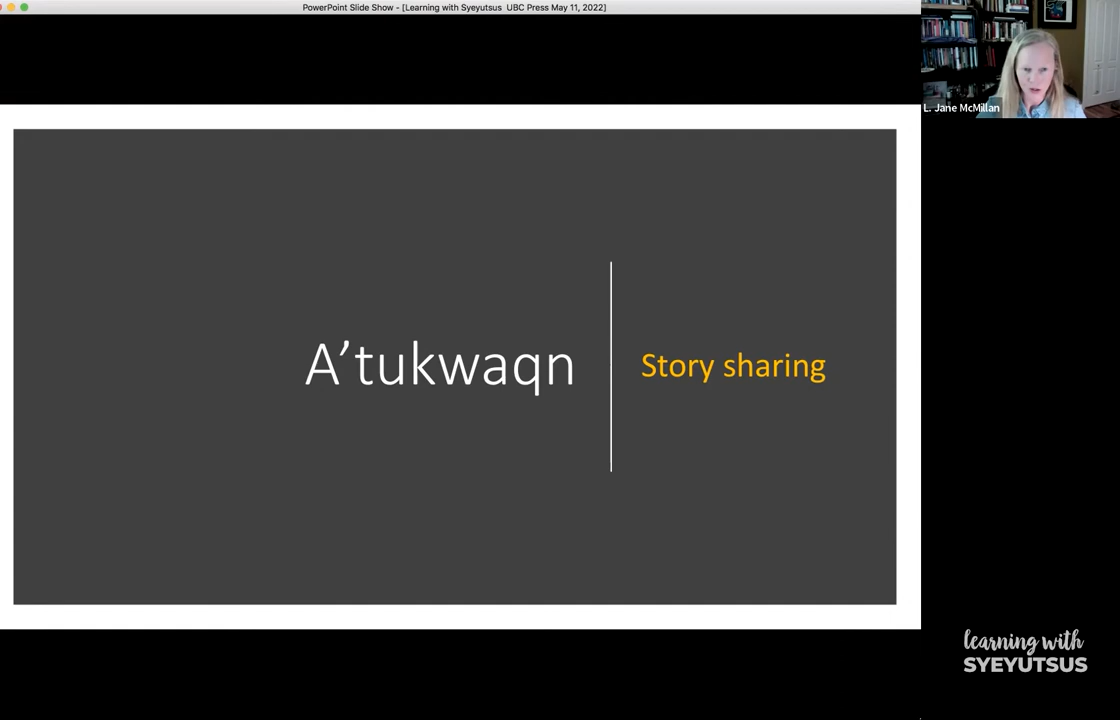 PowerPoint Slide Show - [Learning with Syeyutsus UBC Press May 11, 2022]
L. Jane McMillan
A’tukwaqn
Story sharing
learning with
SYEYUTSUS